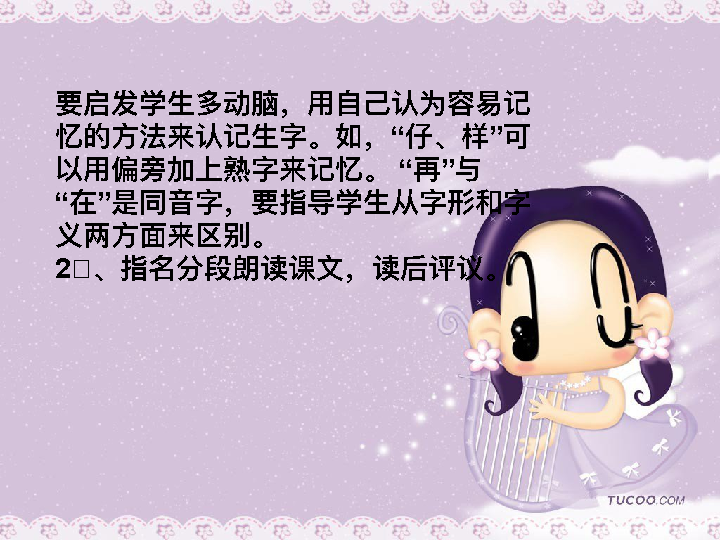 要启发学生多动脑，用自己认为容易记
忆的方法来认记生字。如，“仔、样”可
以用偏旁加上熟字来记忆。 “再”与
“在”是同音字，要指导学生从字形和字
义两方面来区别。
2□、指名分段朗读课文，读后评议。
TUCOO.COM